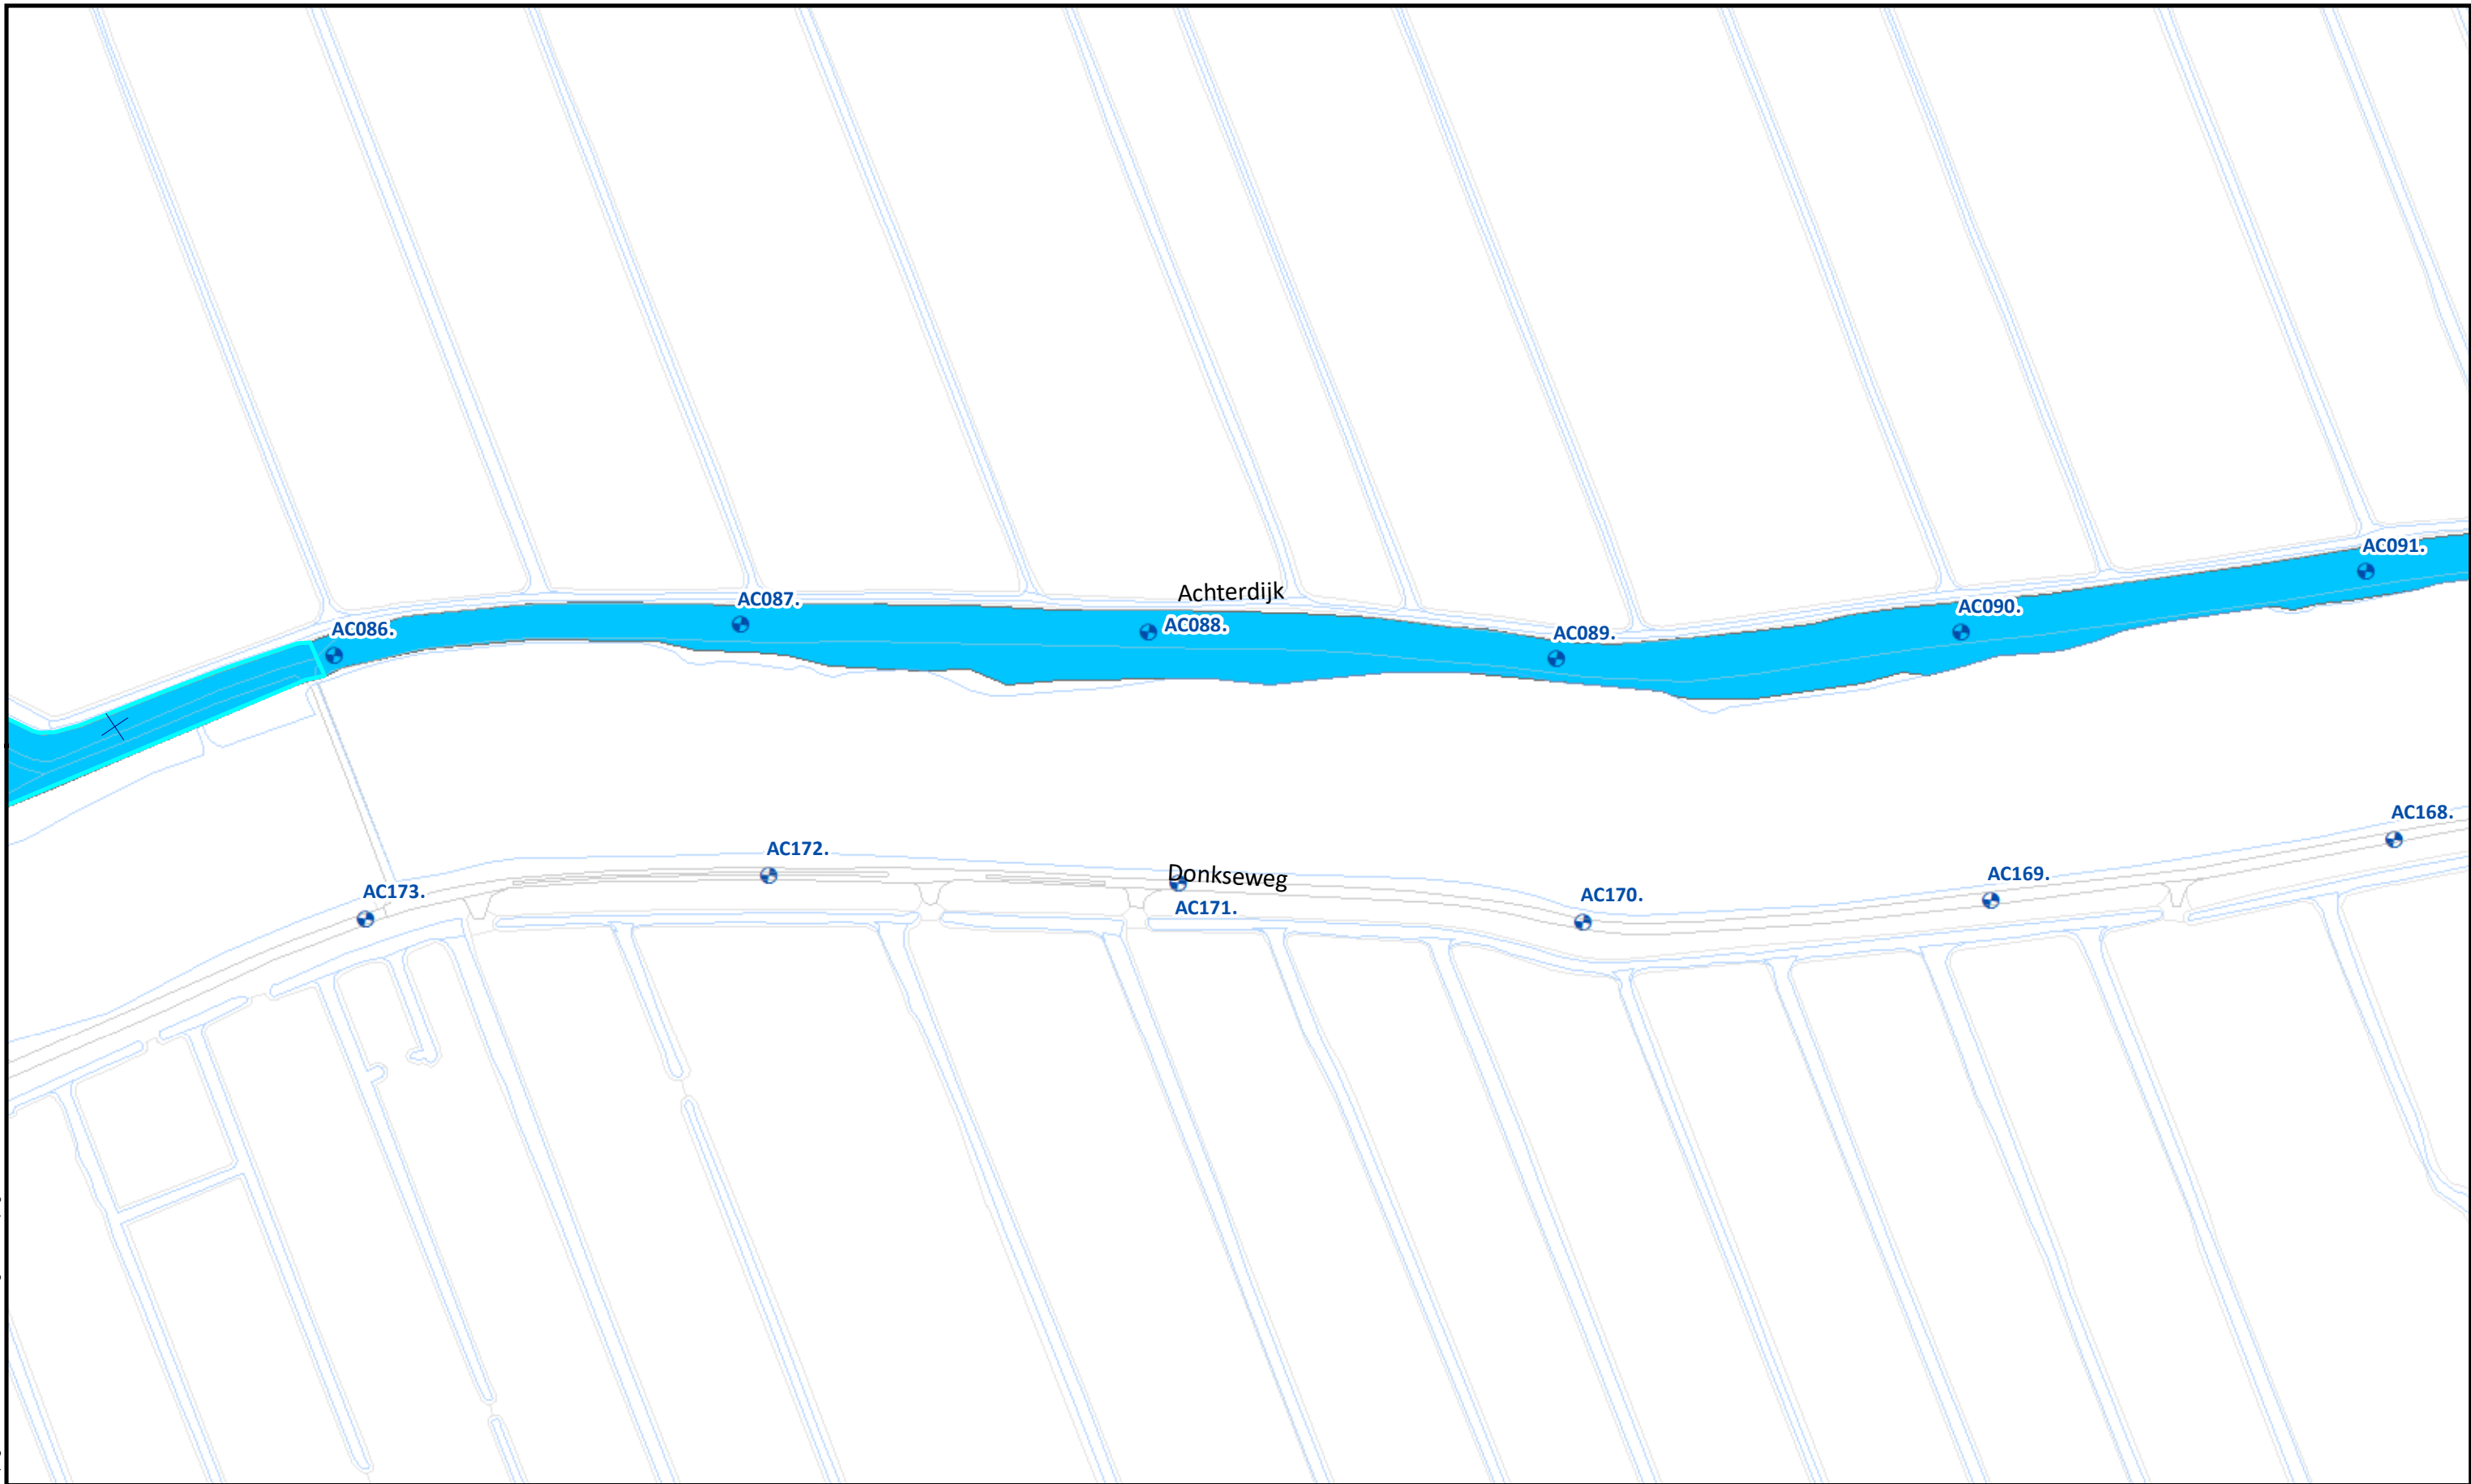 AC091.
Achterdijk
AC087.
AC090.
AC088.
AC086.
AC089.
AC168.
AC172.
Donkseweg
AC169.
AC173.
AC170.
AC171.